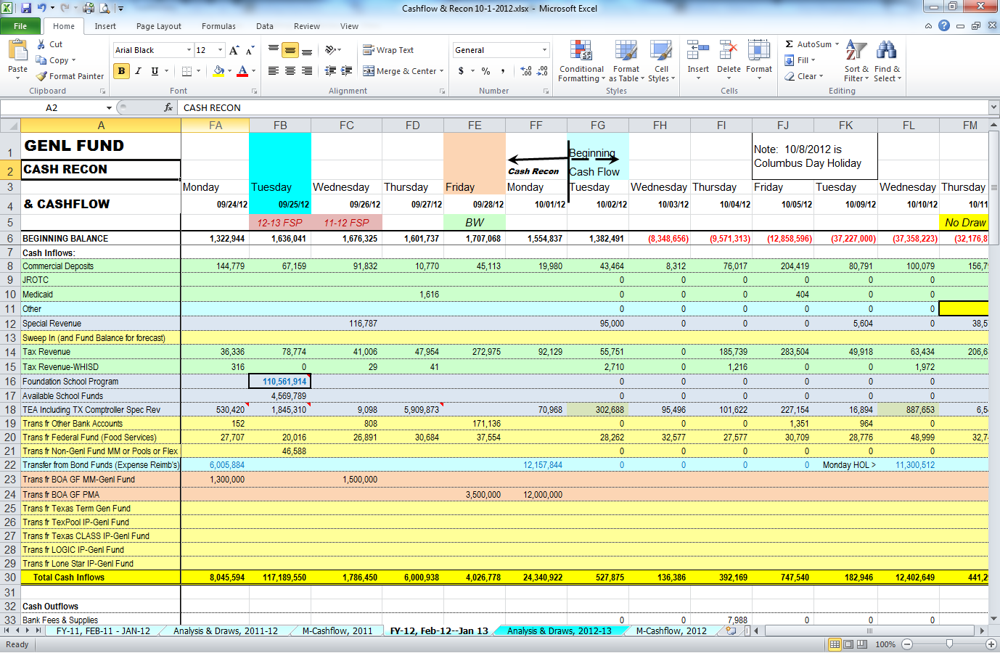 Cashflow & Recon 10-1-2012.xlsx - Microsoft Excel
File Home Insert Page Layout Formulas Data Review View
Paste Cut Copy Format Painter
Arial Black 12
B I U
Wrap Text
Merge & Center
General
$ % ,
Conditional Formatting Format as Table Cell Styles
Insert Delete Format
Σ AutoSum Fill Clear
Sort & Filter Find & Select
Clipboard Font Alignment Number Styles Cells Editing
A2 fx CASH RECON
A FA FB FC FD FE FF FG FH FI FJ FK FL FM
1 GENL FUND Beginning Note: 10/8/2012 is
2 CASH RECON Cash Recon Cash Flow Columbus Day Holiday
3 Monday Tuesday Wednesday Thursday Friday Monday Tuesday Wednesday Thursday Friday Tuesday Wednesday Thursday
4 & CASHFLOW 09/24/12 09/25/12 09/26/12 09/27/12 09/28/12 10/01/12 10/02/12 10/03/12 10/04/12 10/05/12 10/09/12 10/10/12 10/11
5 12-13 FSP 11-12 FSP BW No Draw
6 BEGINNING BALANCE 1,322,944 1,636,041 1,676,325 1,601,737 1,707,068 1,554,837 1,382,491 (8,348,656) (9,571,313) (12,858,596) (37,227,000) (37,358,223) (32,176,8
7 Cash Inflows:
8 Commercial Deposits 144,779 67,159 91,832 10,770 45,113 19,980 43,464 8,312 76,017 204,419 80,791 100,079 156,7
9 JROTC 0 0 0 0 0 0
10 Medicaid 1,616 0 0 0 404 0 0
11 Other 0 0 0 0 0 0
12 Special Revenue 116,787 95,000 0 0 0 5,604 0 38,5
13 Sweep In (and Fund Balance for forecast)
14 Tax Revenue 36,336 78,774 41,006 47,954 272,975 92,129 55,751 0 185,739 283,504 49,918 63,434 206,6
15 Tax Revenue-WHISD 316 0 29 41 2,710 0 1,216 0 0 1,972
16 Foundation School Program 110,561,914 0 0 0 0 0 0
17 Available School Funds 4,569,789 0 0 0 0 0 0
18 TEA Including TX Comptroller Spec Rev 530,420 1,845,310 9,098 5,909,873 70,968 302,688 95,496 101,622 227,154 16,894 887,653 6,5
19 Trans fr Other Bank Accounts 152 808 171,136 0 0 0 1,351 964 0
20 Trans fr Federal Fund (Food Services) 27,707 20,016 26,891 30,684 37,554 28,262 32,577 27,577 30,709 28,776 48,999 32,7
21 Trans fr Non-Genl Fund MM or Pools or Flex 46,588 0 0 0 0 0 0
22 Transfer from Bond Funds (Expense Reimb's) 6,005,884 12,157,844 0 0 0 0 Monday HOL > 11,300,512
23 Trans fr BOA GF MM-Genl Fund 1,300,000 1,500,000
24 Trans fr BOA GF PMA 3,500,000 12,000,000
25 Trans fr Texas Term Gen Fund
26 Trans fr TexPool IP-Genl Fund
27 Trans fr Texas CLASS IP-Genl Fund
28 Trans fr LOGIC IP-Genl Fund
29 Trans fr Lone Star IP-Genl Fund
30 Total Cash Inflows 8,045,594 117,189,550 1,786,450 6,000,938 4,026,778 24,340,922 527,875 136,386 392,169 747,540 182,946 12,402,649 441,2
31
32 Cash Outflows
33 Bank Fees & Supplies 0 0 7,988 0 0 0
FY-11, FEB-11 - JAN-12 Analysis & Draws, 2011-12 M-Cashflow, 2011 FY-12, Feb-12--Jan 13 Analysis & Draws, 2012-13 M-Cashflow, 2012
Ready 100%